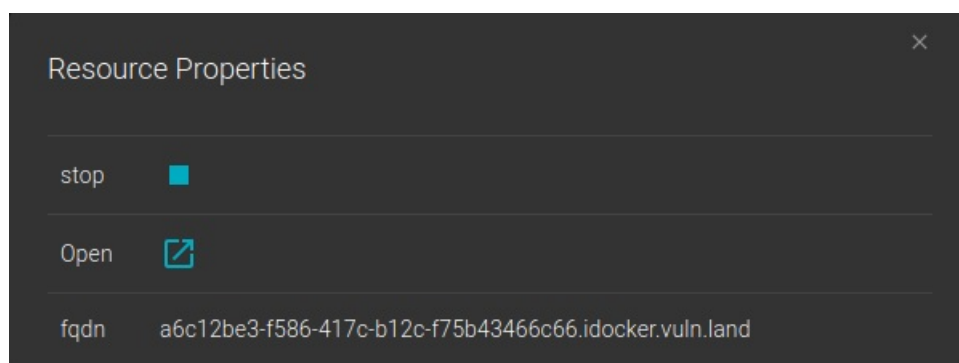 Resource Properties
stop
Open
fqdn a6c12be3-f586-417c-b12c-f75b43466c66.idocker.vuln.land